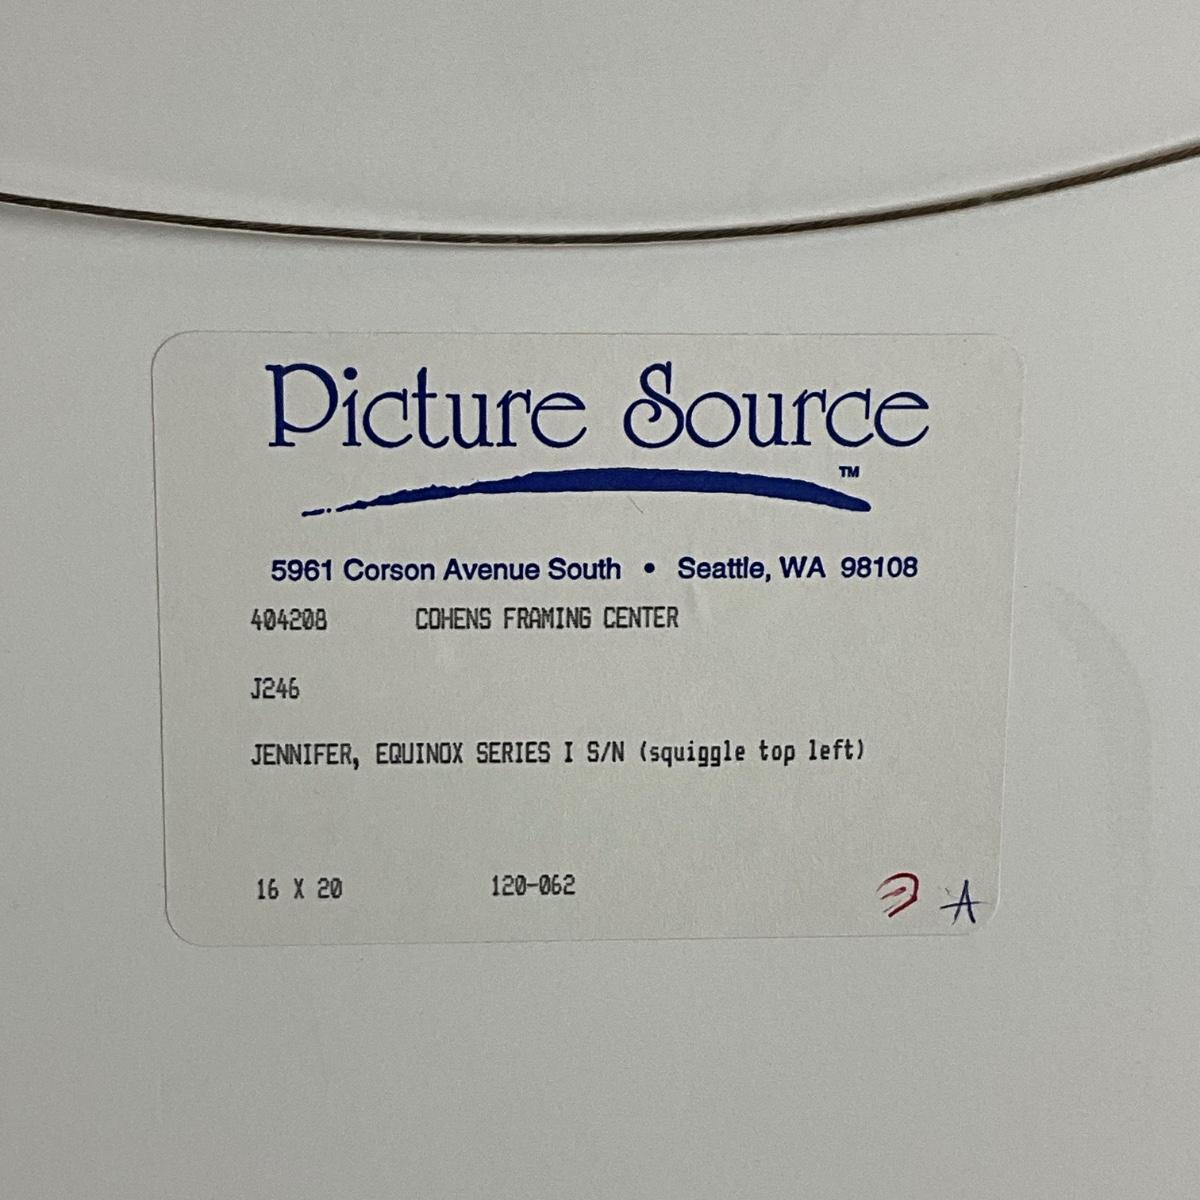 Picture Source
TM
5961 Corson Avenue South • Seattle, WA 98108
404208 COHENS FRAMING CENTER
J246
JENNIFER, EQUINOX SERIES I S/N (squiggle top left)
16 X 20 120-062
A